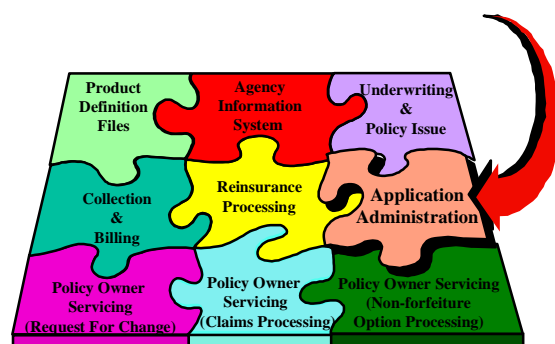 Product
Definition
Files
Agency
Information
System
Underwriting
&
Policy Issue
Collection
&
Billing
Reinsurance
Processing
Application
Administration
Policy Owner
Servicing
(Request For Change)
Policy Owner
Servicing
(Claims Processing)
Policy Owner Servicing
(Non-forfeiture
Option Processing)